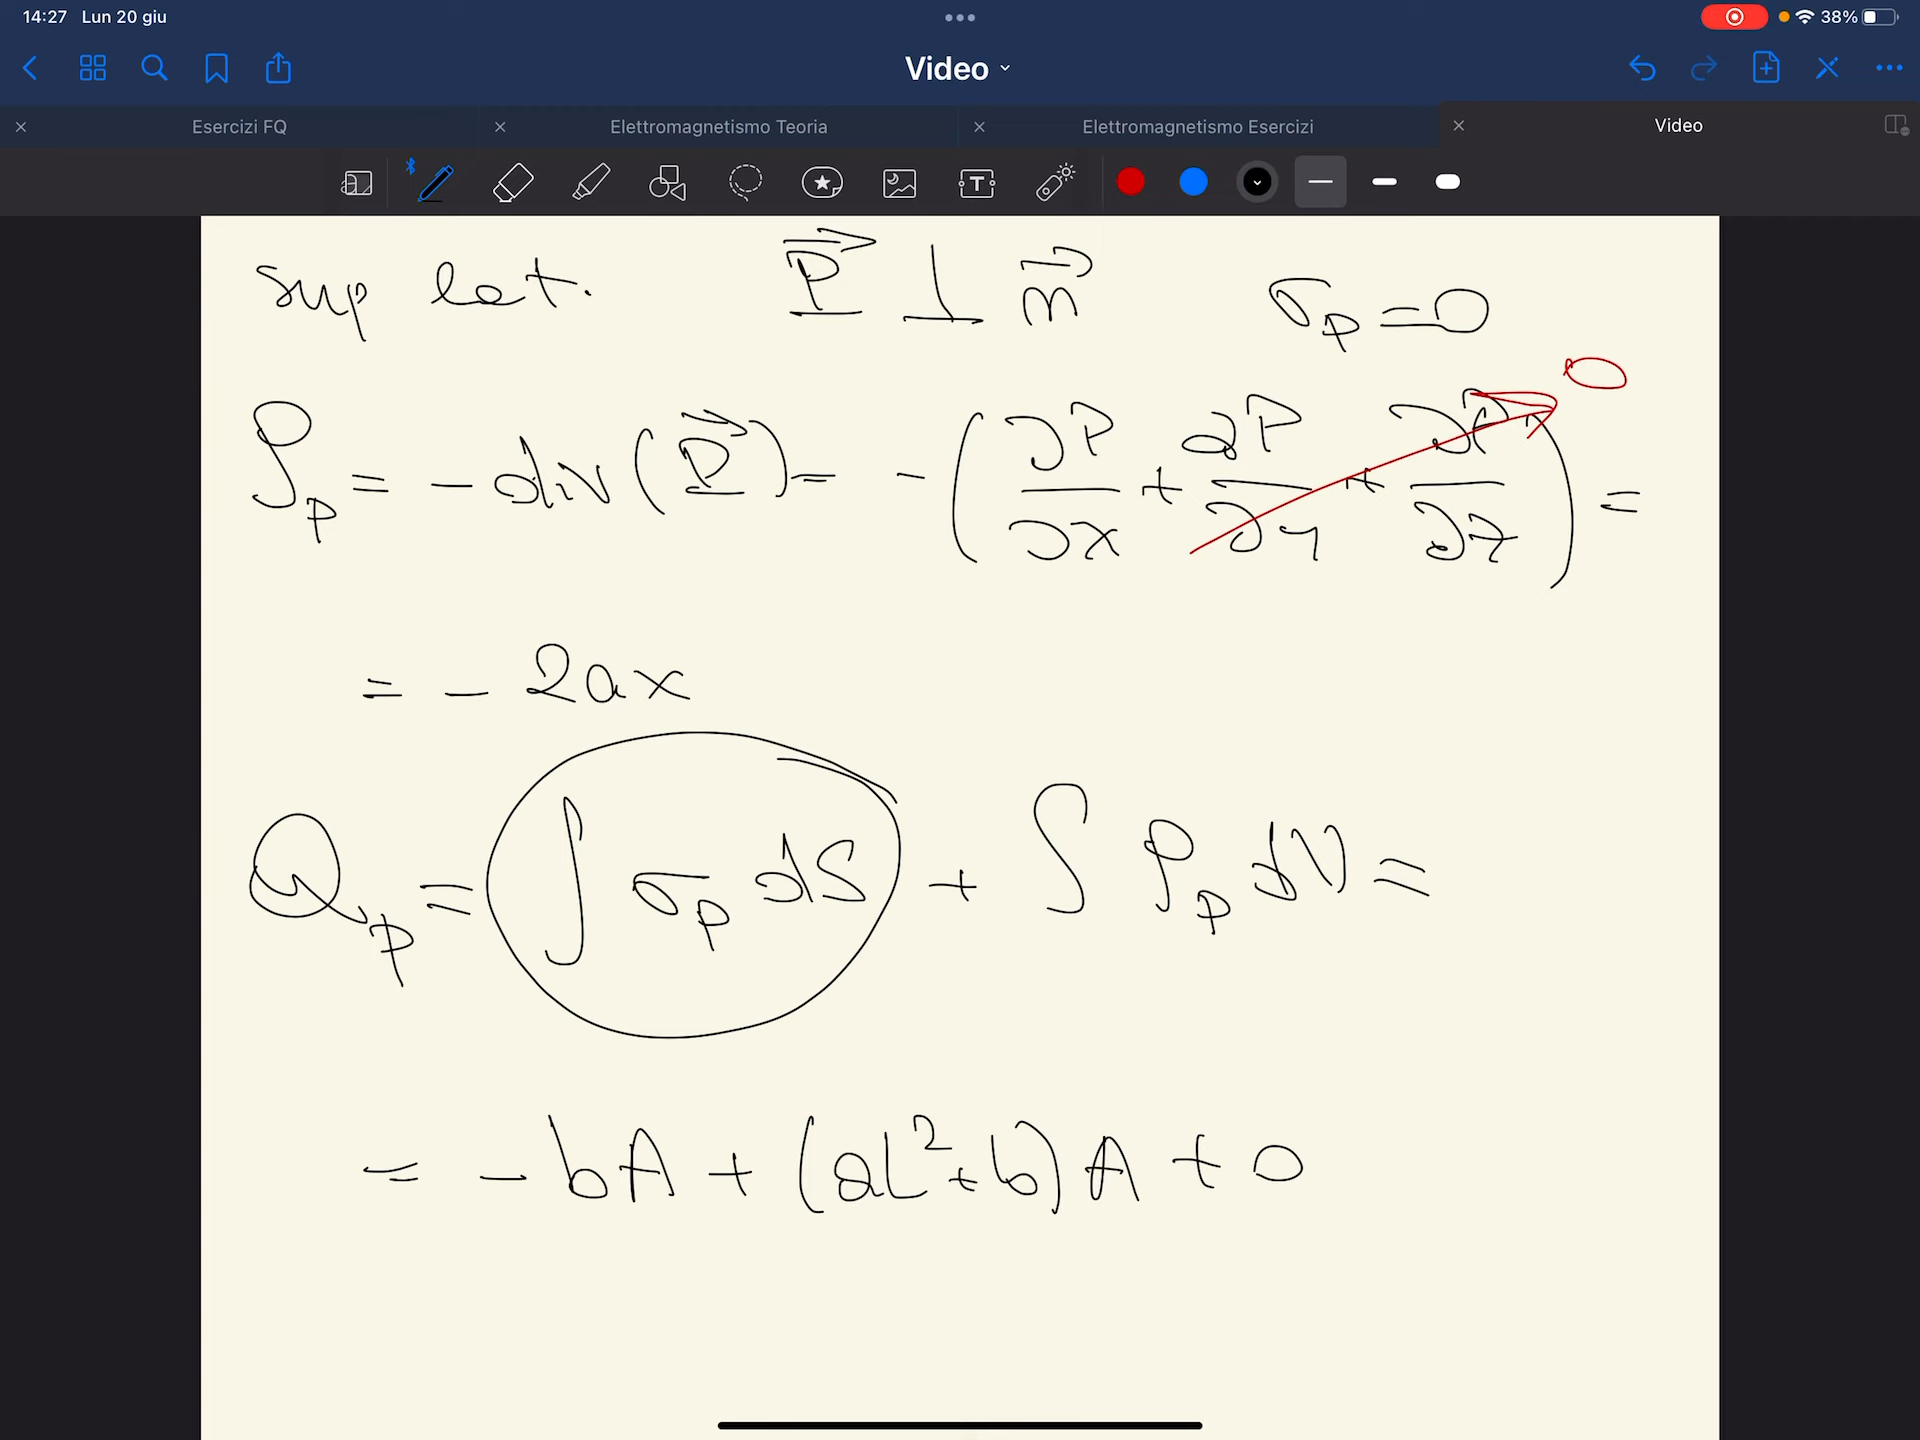 14:27 Lun 20 giu
38%
Video
Esercizi FQ
Elettromagnetismo Teoria
Elettromagnetismo Esercizi
Video
T
sup lat. P⃗ ⊥ n⃗ σp = 0
0
ρp = - div (P⃗) = - (∂P/∂x + ∂P/∂y + ∂P/∂z) =
= - 2ax
Qp = ∫ σp dS + ∫ ρp dV =
= - bA + (aL² + b)A + 0